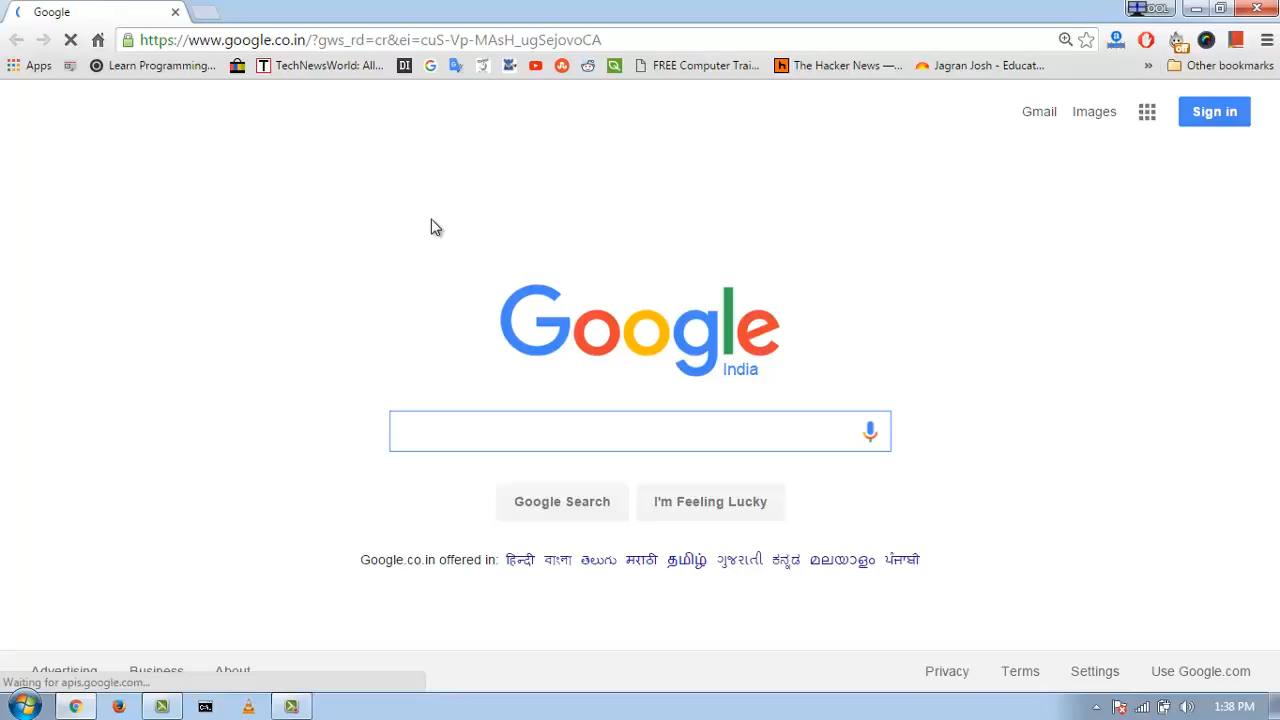 Google
OOL
https://www.google.co.in/?gws_rd=cr&ei=cuS-Vp-MAsH_ugSejovoCA
Apps Learn Programming... T TechNewsWorld: All... DI G FREE Computer Trai... h The Hacker News —... Jagran Josh - Educat... » Other bookmarks
Gmail Images Sign in
Google
India
Google Search I'm Feeling Lucky
Google.co.in offered in: हिन्दी বাংলা తెలుగు मराठी தமிழ் ગુજરાતી ಕನ್ನಡ മലയാളം ਪੰਜਾਬੀ
Advertising Business About Privacy Terms Settings Use Google.com
Waiting for apis.google.com...
1:38 PM